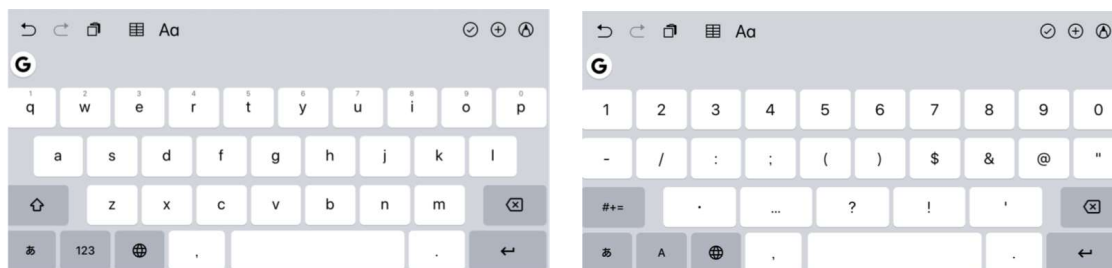 Aa
G
1 2 3 4 5 6 7 8 9 0
q w e r t y u i o p
a s d f g h j k l
z x c v b n m
あ 123 , .
Aa
G
1 2 3 4 5 6 7 8 9 0
- / : ; ( ) $ & @ "
#+= · ... ? ! '
あ A , .